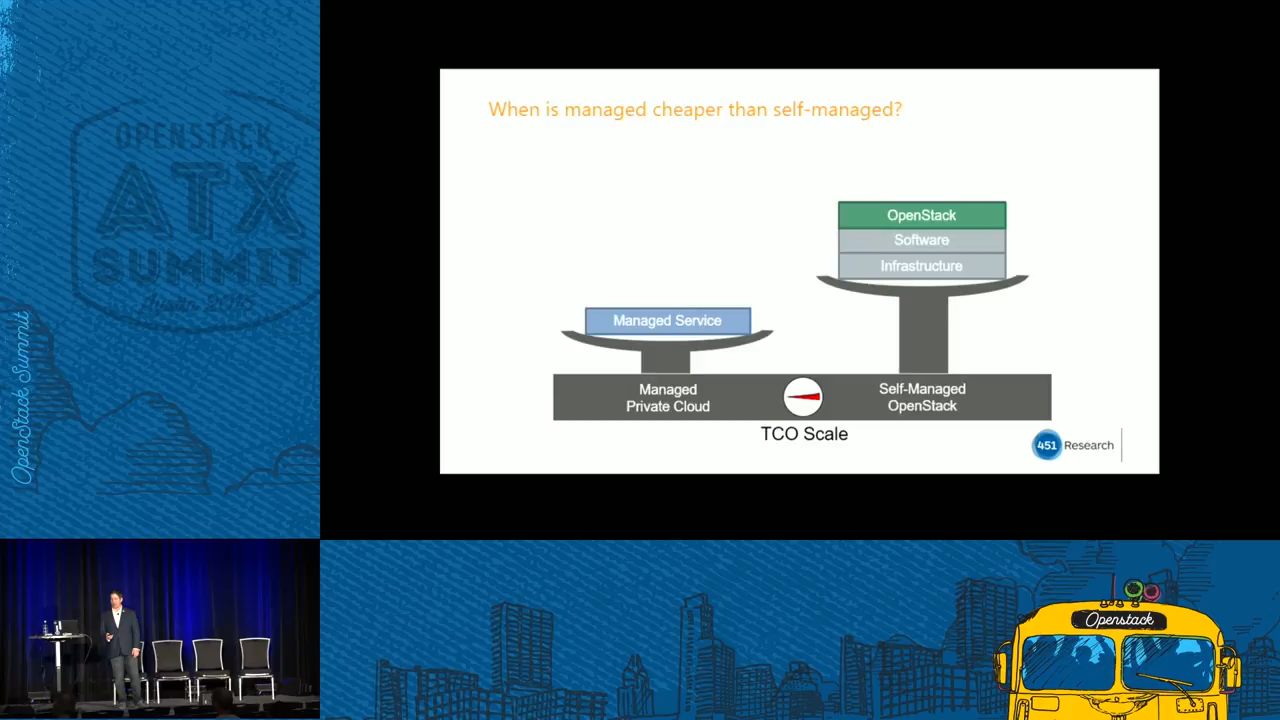 OPENSTACK
ATX
SUMMIT
OpenStack Summit
When is managed cheaper than self-managed?
OpenStack
Software
Infrastructure
Managed Service
Managed
Private Cloud
Self-Managed
OpenStack
TCO Scale
451 Research
Openstack